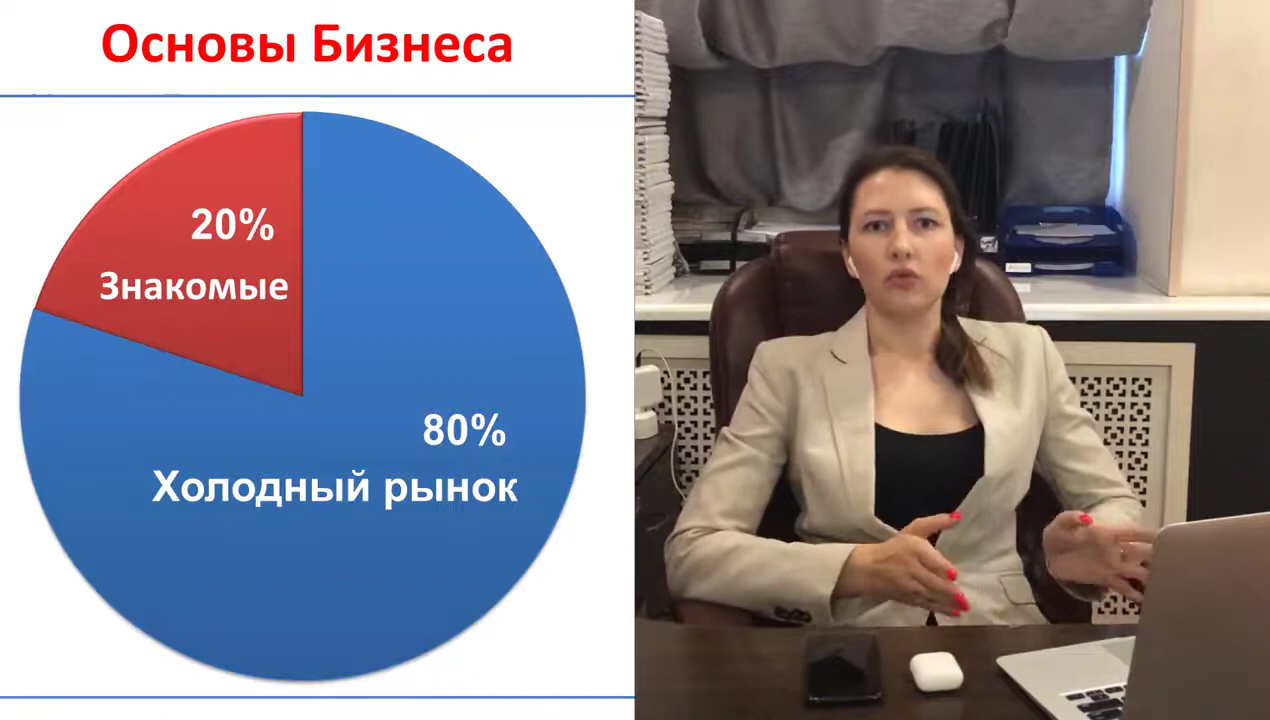 Основы Бизнеса
20%
Знакомые
80%
Холодный рынок